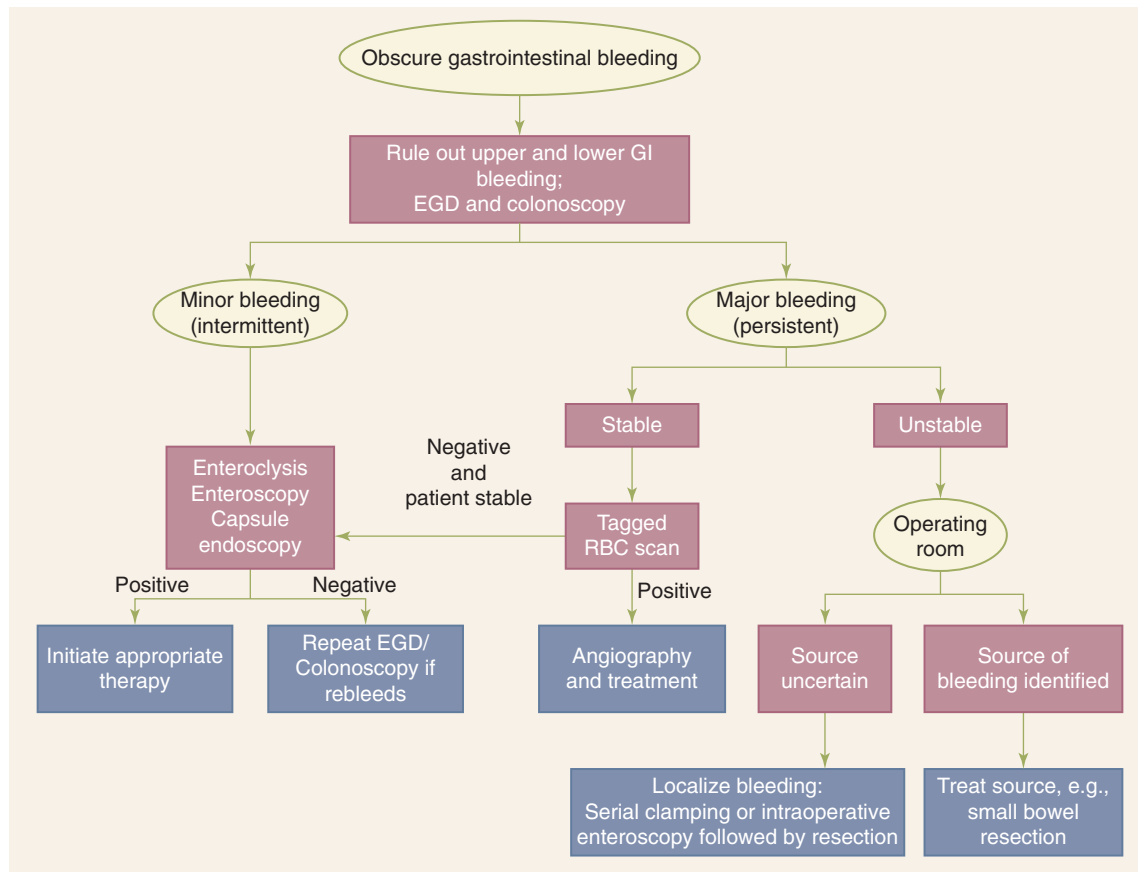 Obscure gastrointestinal bleeding
Rule out upper and lower GI
bleeding;
EGD and colonoscopy
Minor bleeding
(intermittent)
Major bleeding
(persistent)
Stable
Unstable
Negative
and
patient stable
Enteroclysis
Enteroscopy
Capsule
endoscopy
Tagged
RBC scan
Operating
room
Positive
Negative
Positive
Initiate appropriate
therapy
Repeat EGD/
Colonoscopy if
rebleeds
Angiography
and treatment
Source
uncertain
Source of
bleeding identified
Localize bleeding:
Serial clamping or intraoperative
enteroscopy followed by resection
Treat source, e.g.,
small bowel
resection